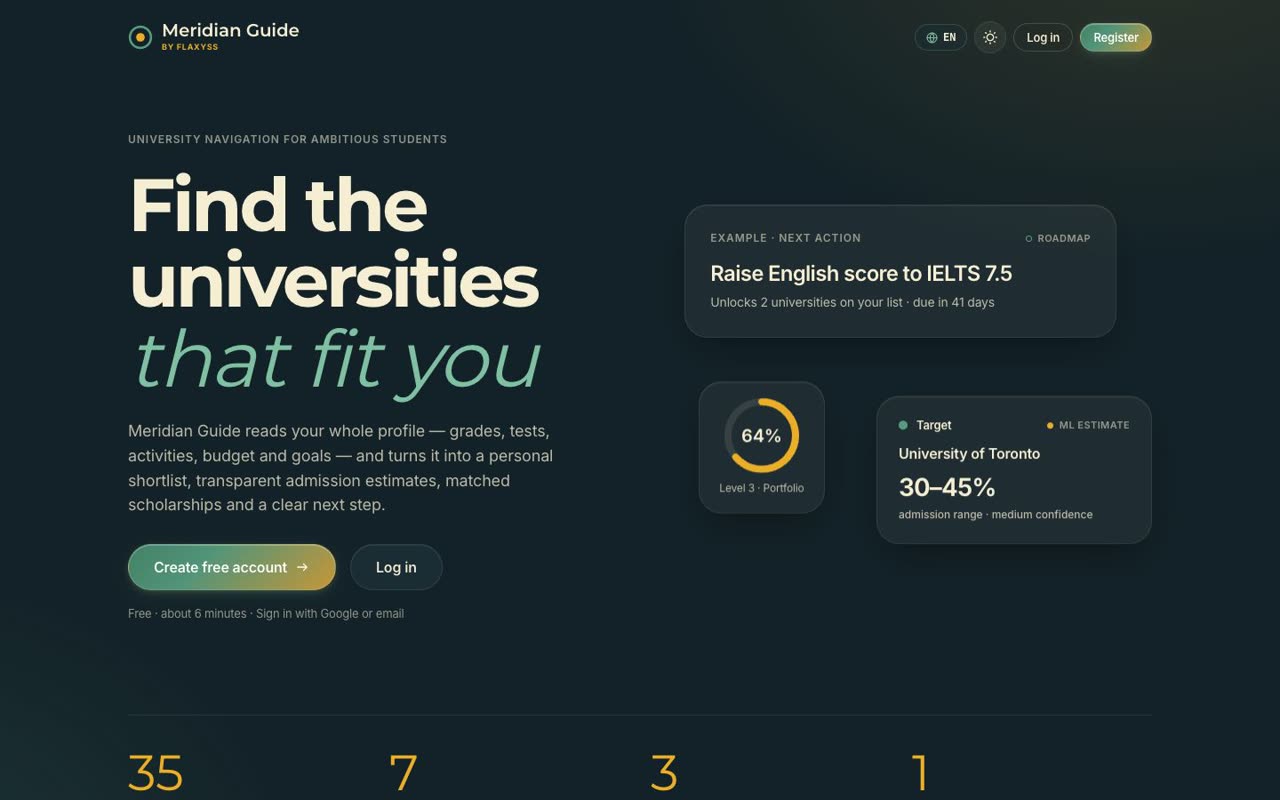 Meridian Guide
BY FLAXYSS
EN
Log in
Register
UNIVERSITY NAVIGATION FOR AMBITIOUS STUDENTS
Find the
universities
that fit you
Meridian Guide reads your whole profile — grades, tests,
activities, budget and goals — and turns it into a personal
shortlist, transparent admission estimates, matched
scholarships and a clear next step.
Create free account →
Log in
Free · about 6 minutes · Sign in with Google or email
EXAMPLE · NEXT ACTION
ROADMAP
Raise English score to IELTS 7.5
Unlocks 2 universities on your list · due in 41 days
64%
Level 3 · Portfolio
Target
ML ESTIMATE
University of Toronto
30–45%
admission range · medium confidence
35
7
3
1